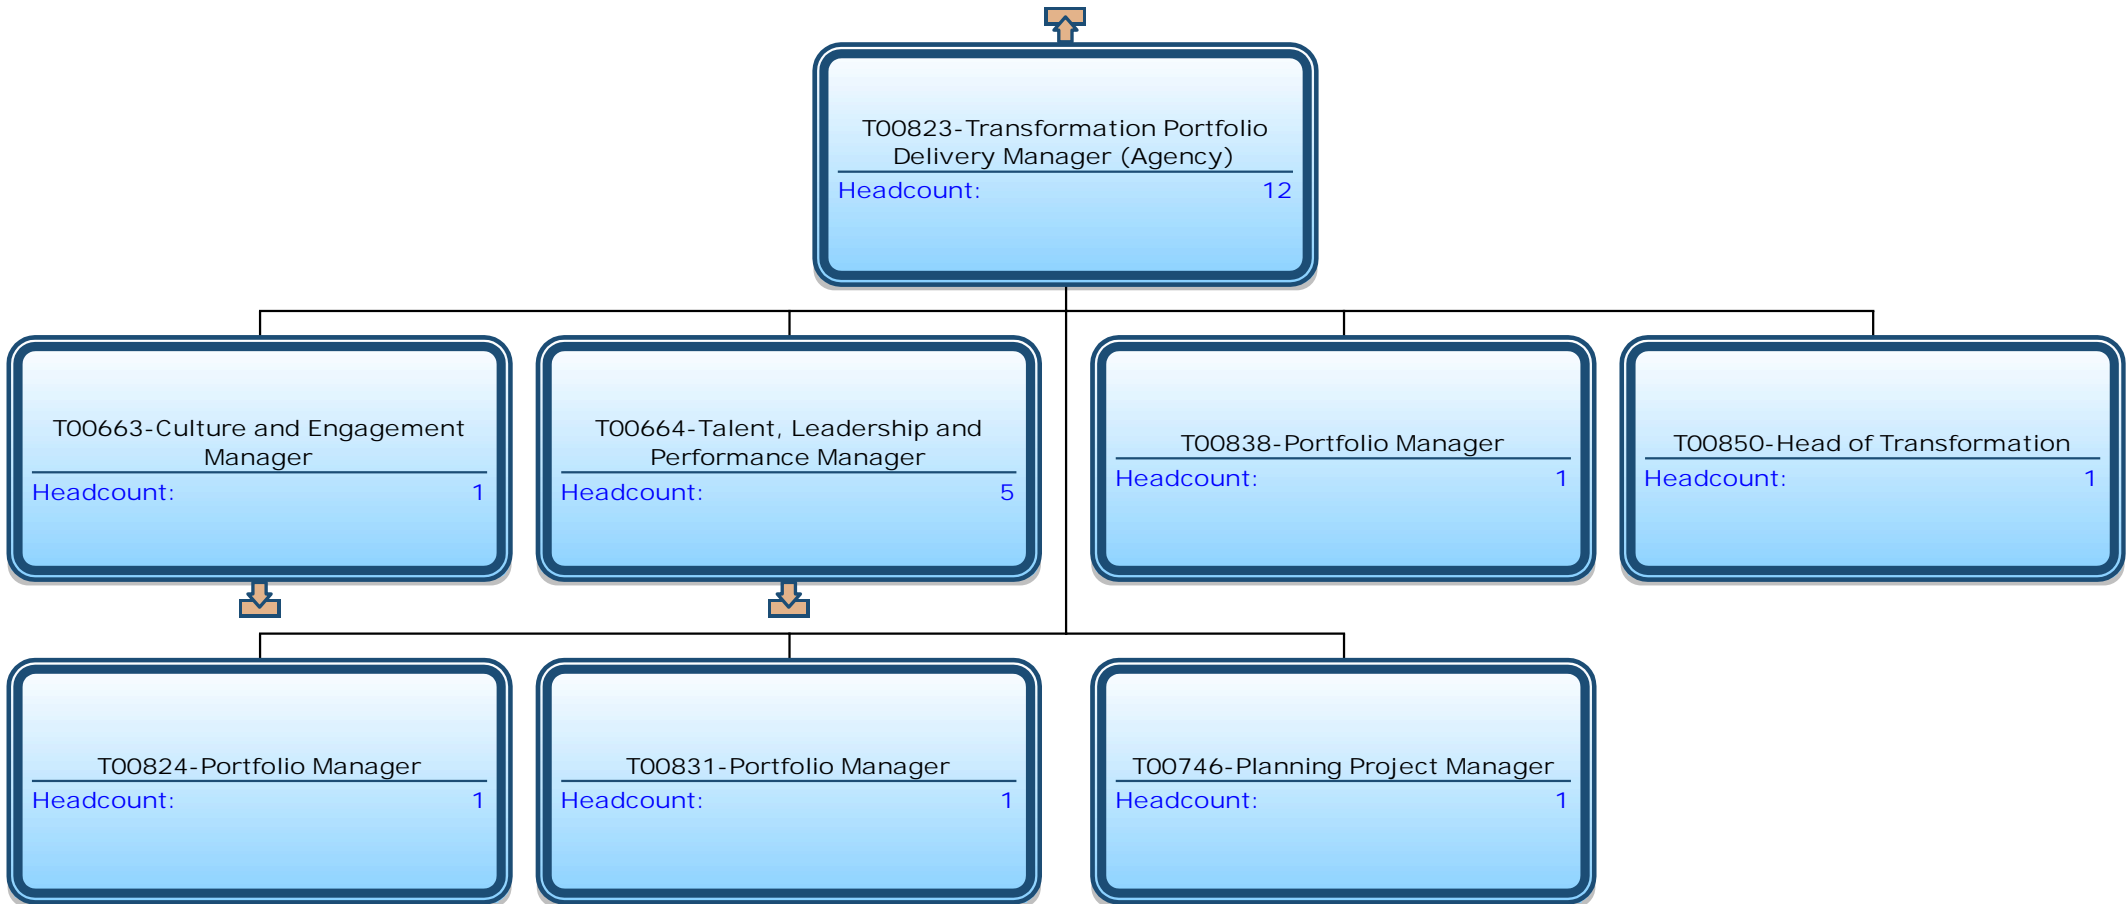 T00823-Transformation Portfolio
Delivery Manager (Agency)
Headcount: 12
T00663-Culture and Engagement
Manager
Headcount: 1
T00664-Talent, Leadership and
Performance Manager
Headcount: 5
T00838-Portfolio Manager
Headcount: 1
T00850-Head of Transformation
Headcount: 1
T00824-Portfolio Manager
Headcount: 1
T00831-Portfolio Manager
Headcount: 1
T00746-Planning Project Manager
Headcount: 1